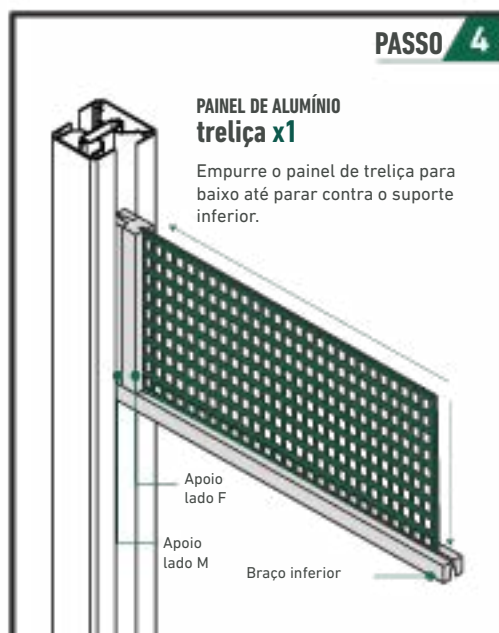 PASSO 4
PAINEL DE ALUMÍNIO
treliça x1
Empurre o painel de treliça para
baixo até parar contra o suporte
inferior.
Apoio
lado F
Apoio
lado M
Braço inferior